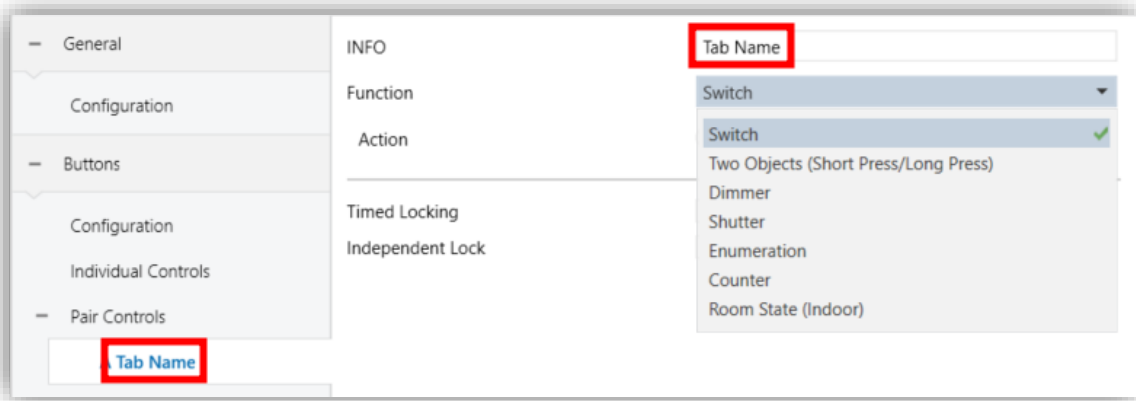 General
Configuration
Buttons
Configuration
Individual Controls
Pair Controls
A Tab Name
INFO
Tab Name
Function
Switch
Action
Switch
Two Objects (Short Press/Long Press)
Dimmer
Shutter
Enumeration
Counter
Room State (Indoor)
Timed Locking
Independent Lock